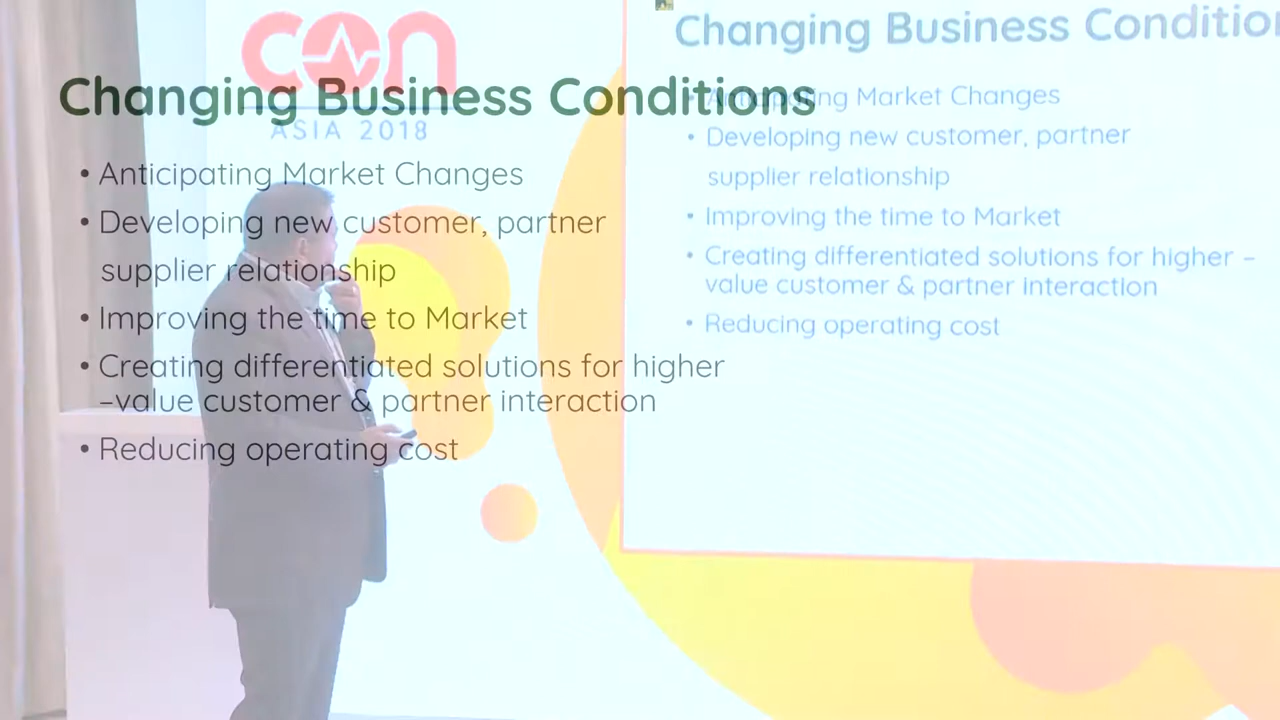 con
ASIA 2018
Changing Business Conditions
• Anticipating Market Changes
• Developing new customer, partner
supplier relationship
• Improving the time to Market
• Creating differentiated solutions for higher
–value customer & partner interaction
• Reducing operating cost
Changing Business Conditio
• Anticipating Market Changes
• Developing new customer, partner
supplier relationship
• Improving the time to Market
• Creating differentiated solutions for higher –
value customer & partner interaction
• Reducing operating cost